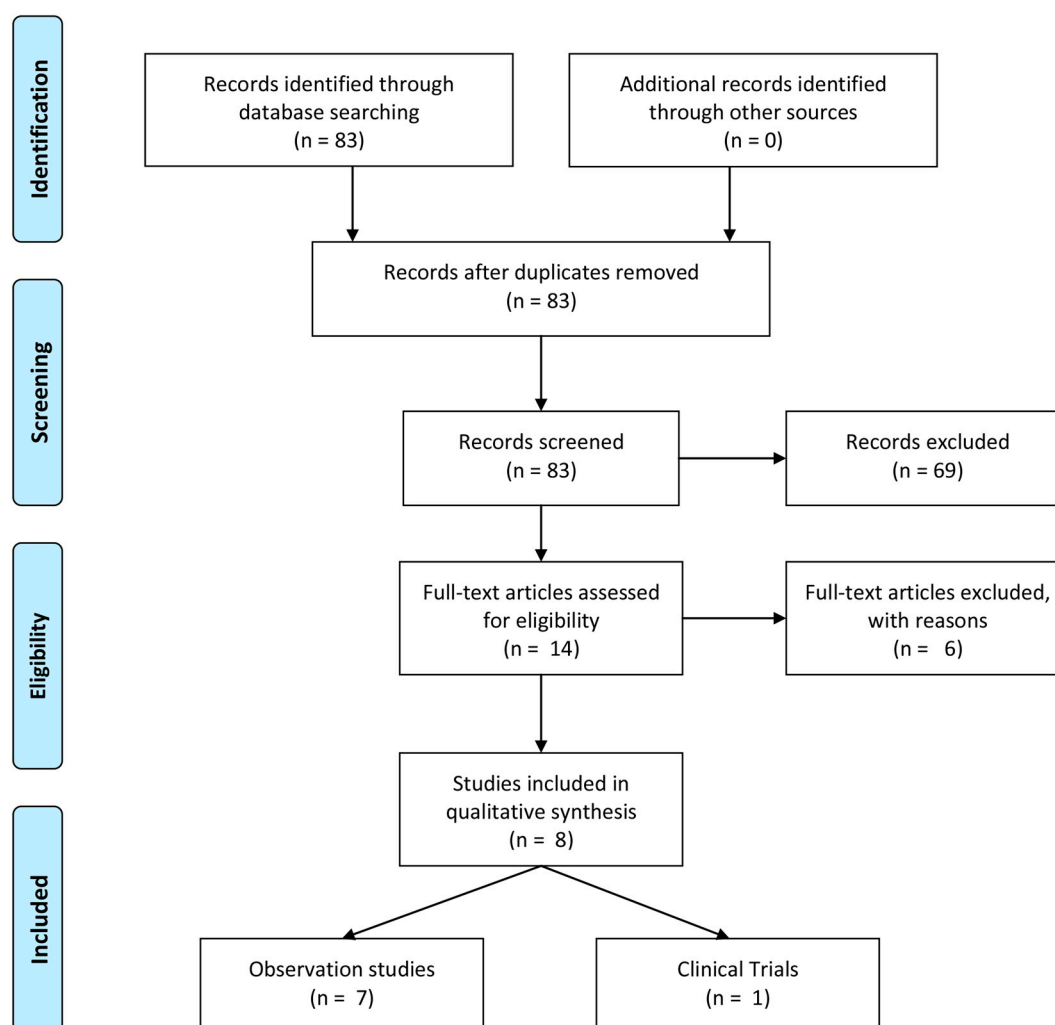 Identification
Records identified through
database searching
(n = 83)
Additional records identified
through other sources
(n = 0)
Records after duplicates removed
(n = 83)
Screening
Records screened
(n = 83)
Records excluded
(n = 69)
Eligibility
Full-text articles assessed
for eligibility
(n = 14)
Full-text articles excluded,
with reasons
(n = 6)
Studies included in
qualitative synthesis
(n = 8)
Included
Observation studies
(n = 7)
Clinical Trials
(n = 1)